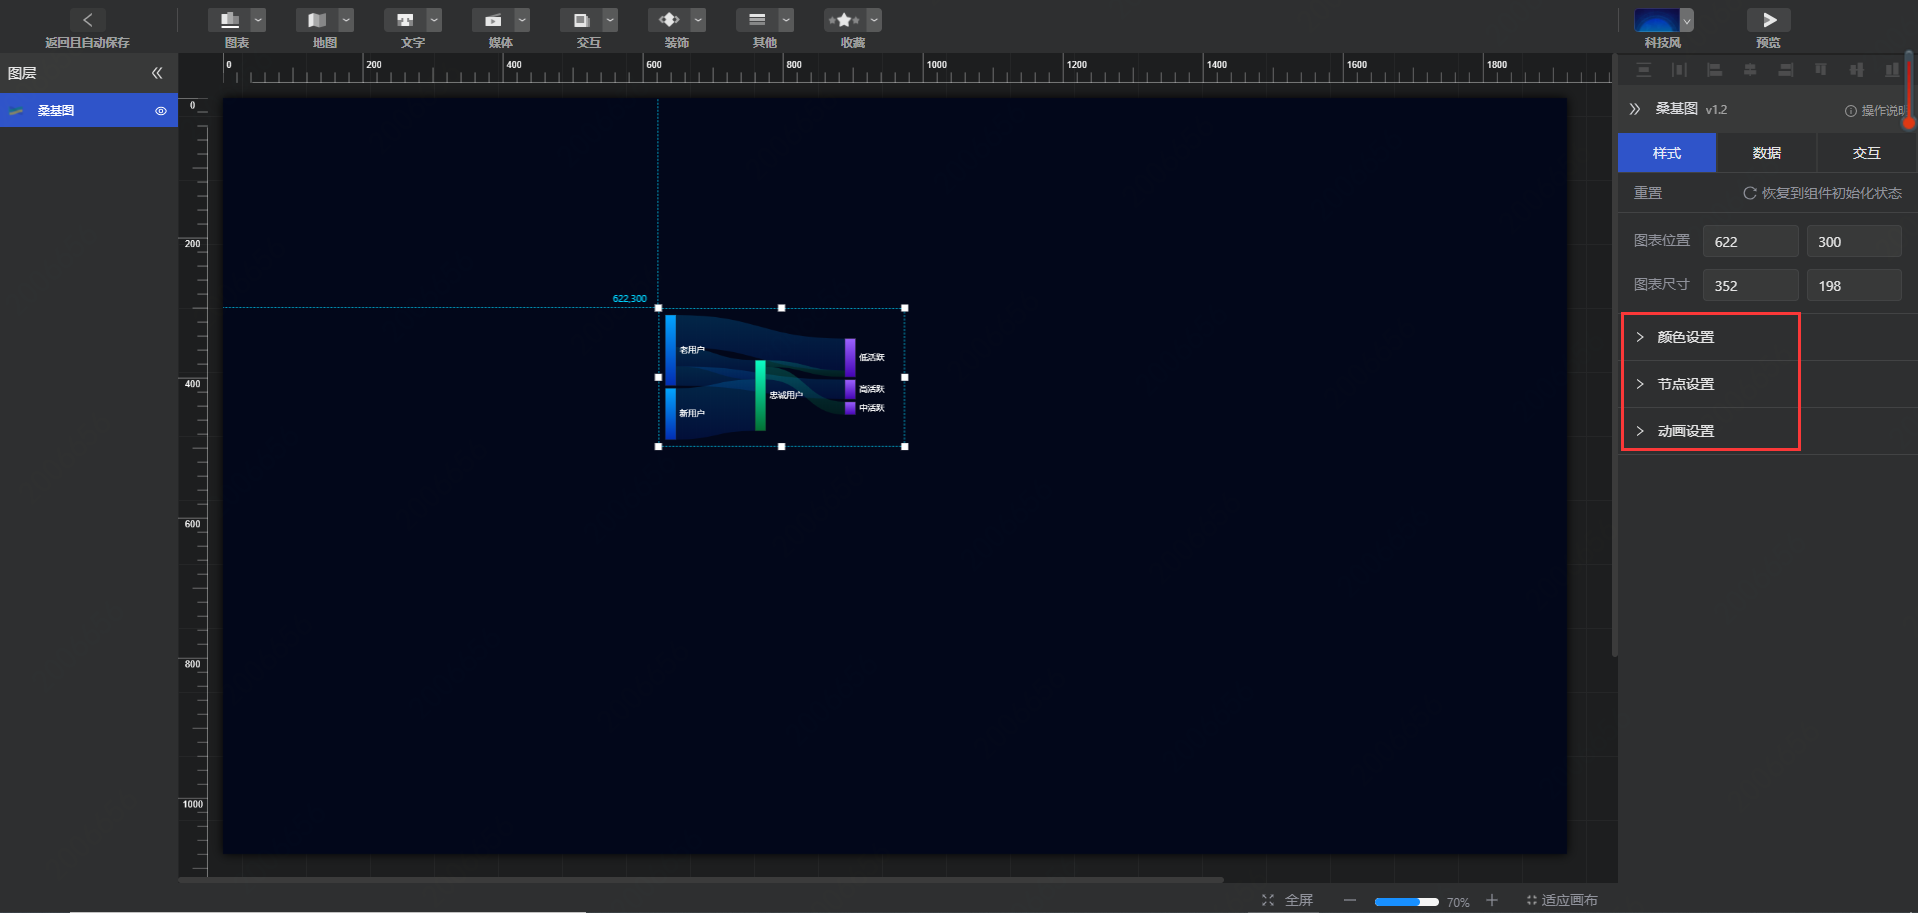 返回且自动保存
图表
地图
文字
媒体
交互
装饰
其他
收藏
科技风
预览
图层
桑基图
0
200
400
600
800
1000
1200
1400
1600
1800
0
200
400
600
800
1000
622,300
老用户
新用户
忠诚用户
低活跃
高活跃
中活跃
桑基图 v1.2
操作说明
样式
数据
交互
重置
恢复到组件初始化状态
图表位置 622 300
图表尺寸 352 198
颜色设置
节点设置
动画设置
全屏
70%
适应画布